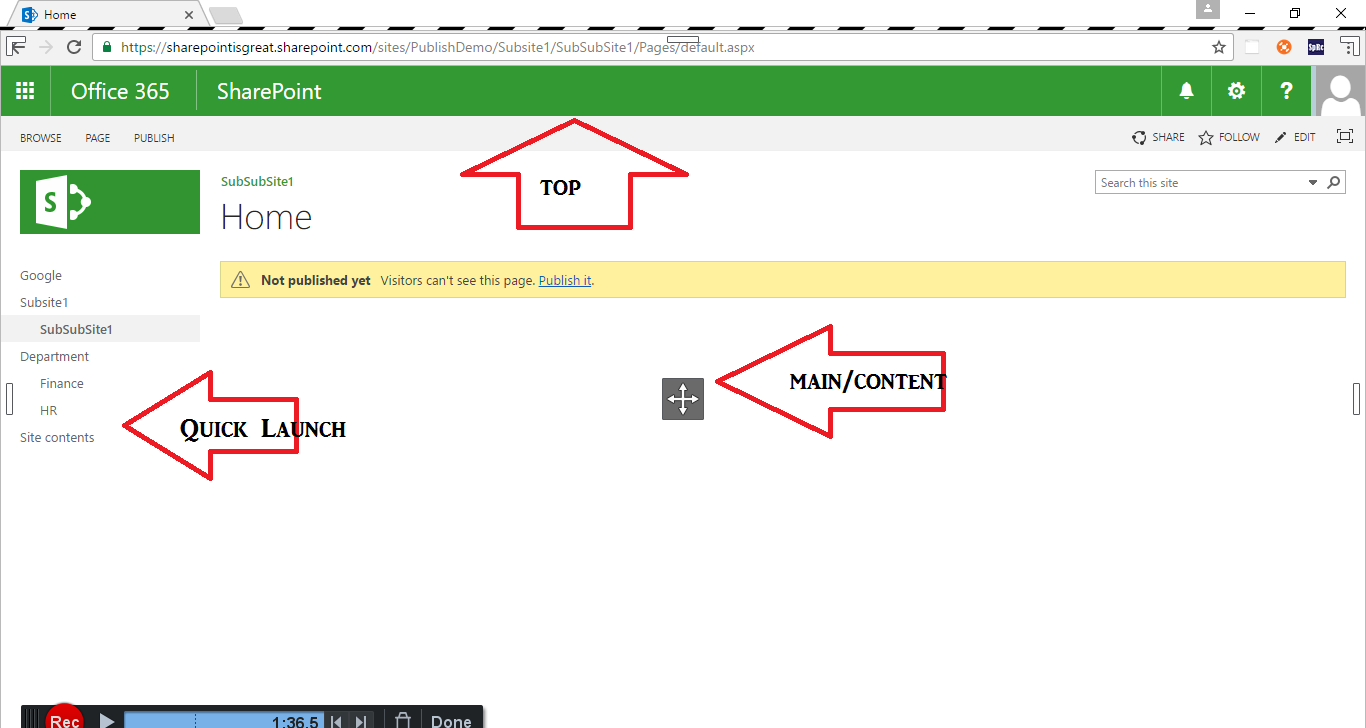 Home
https://sharepointisgreat.sharepoint.com/sites/PublishDemo/Subsite1/SubSubSite1/Pages/default.aspx
SpRc
Office 365 SharePoint ?
BROWSE PAGE PUBLISH SHARE FOLLOW EDIT
TOP
S
SubSubSite1
Search this site
Home
Google
Not published yet Visitors can't see this page. Publish it.
Subsite1
SubSubSite1
Department
Finance
MAIN/CONTENT
HR
Quick Launch
Site contents
Rec 1:36.5 Done